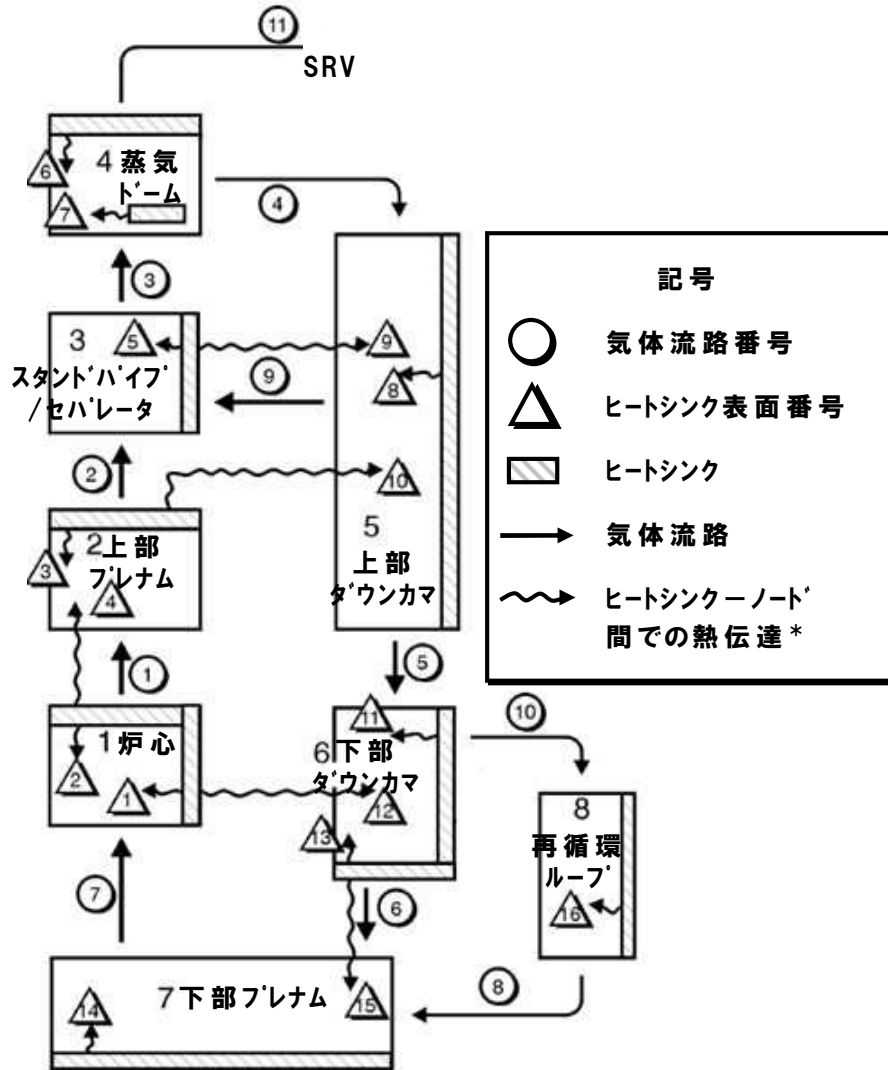 11
SRV
4 蒸気
ドーム
6
7
4
3
3
5
スタンドパイプ
/セパレータ
9
9
8
10
5
上部
ダウンカマ
2
2上部
プレナム
3
4
1
5
1炉心
2
1
11
6下部
ダウンカマ
12
13
10
8
再循環
ループ
16
7
6
8
7下部プレナム
14
15
記号
気体流路番号
ヒートシンク表面番号
ヒートシンク
気体流路
ヒートシンクーノード
間での熱伝達*